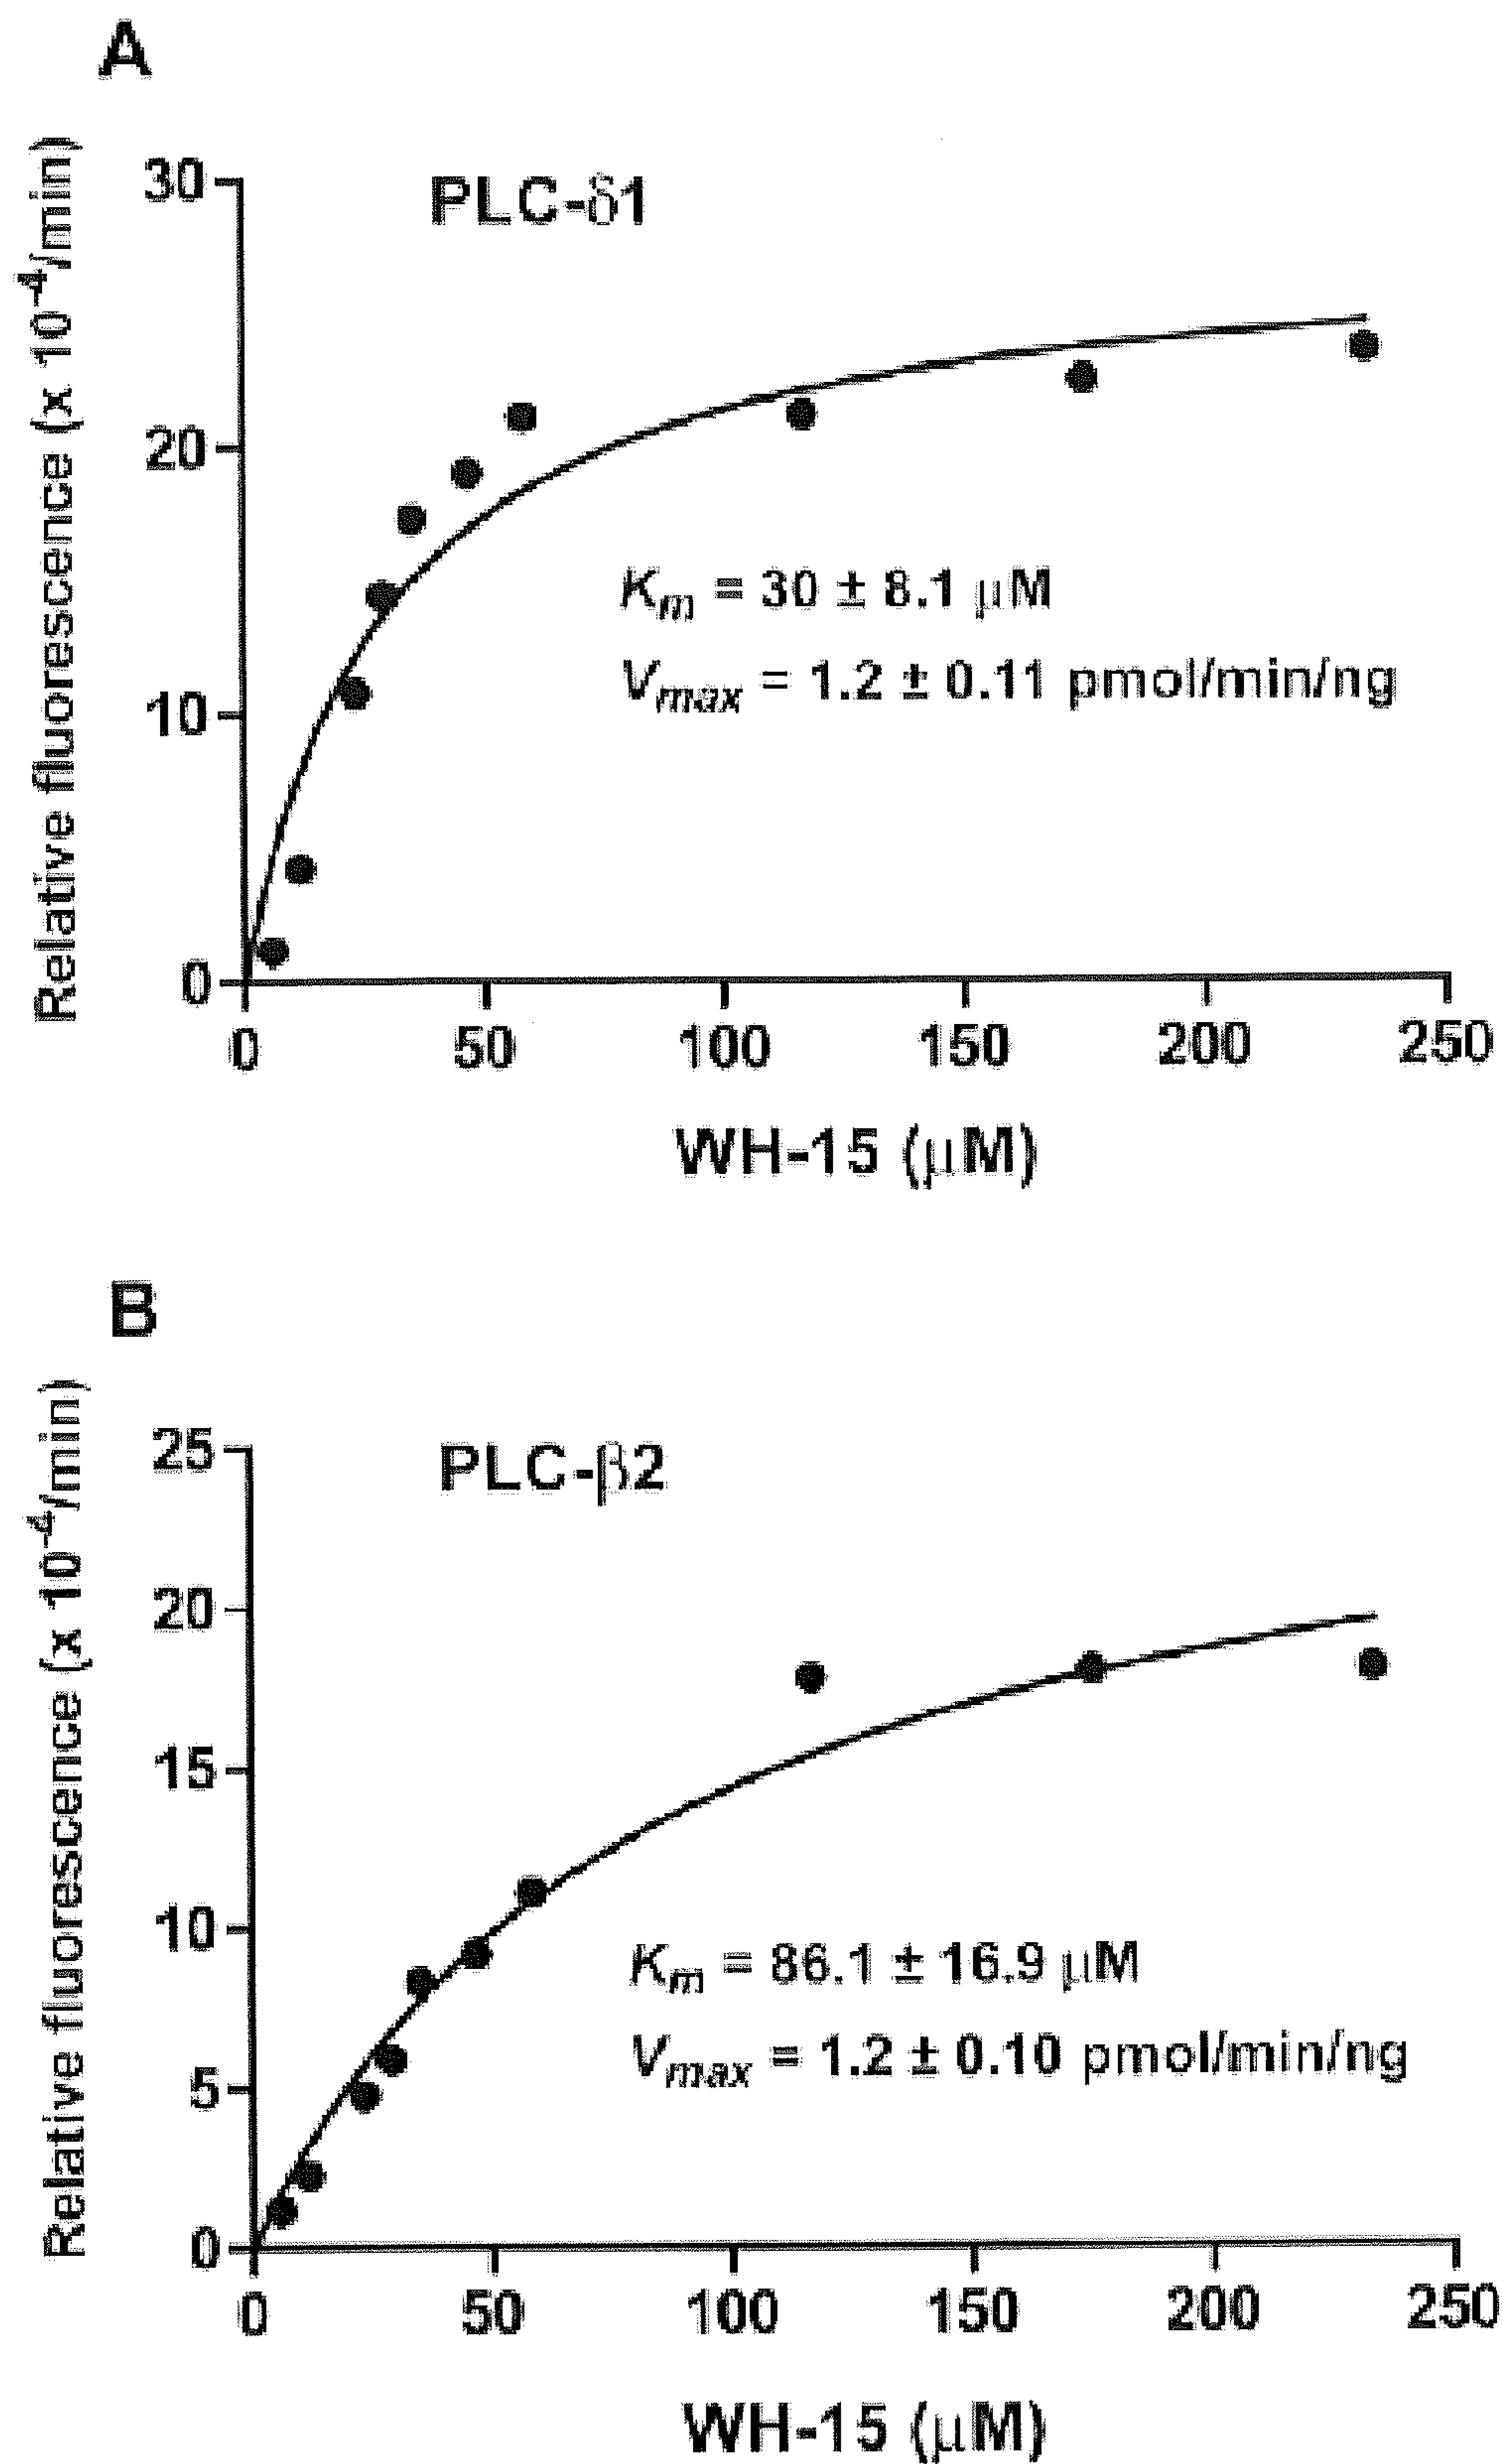 A
Relative fluorescence (x 10⁻⁴/min)
30
20
10
0
PLC-δ1
Km = 30 ± 8.1 μM
Vmax = 1.2 ± 0.11 pmol/min/ng
0 50 100 150 200 250
WH-15 (μM)
B
Relative fluorescence (x 10⁻⁴/min)
25
20
15
10
5
0
PLC-β2
Km = 86.1 ± 16.9 μM
Vmax = 1.2 ± 0.10 pmol/min/ng
0 50 100 150 200 250
WH-15 (μM)